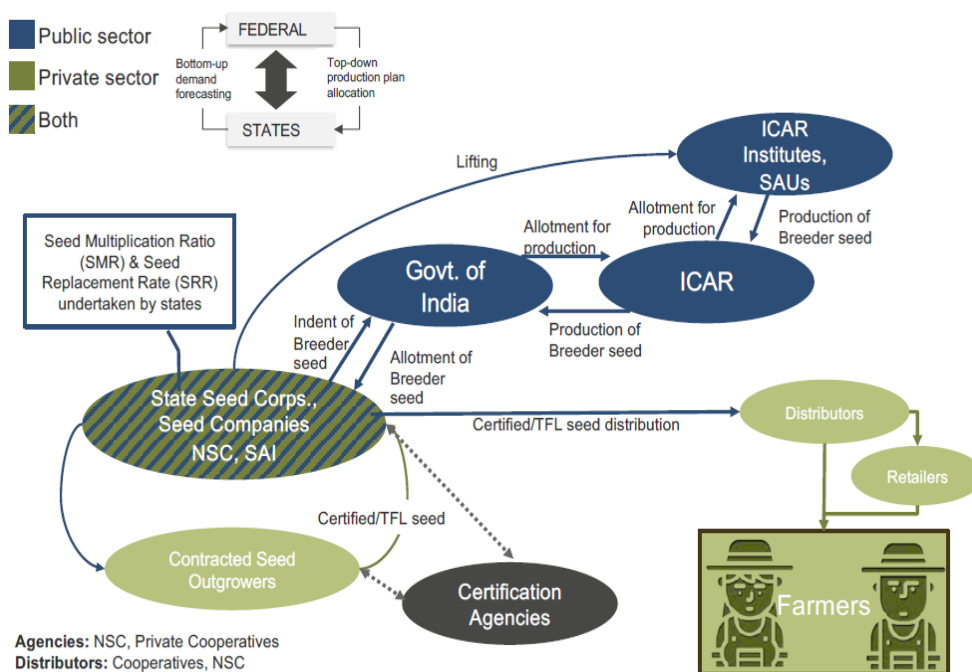 Public sector
Private sector
Both
FEDERAL
Bottom-up
demand
forecasting
Top-down
production plan
allocation
STATES
Lifting
ICAR
Institutes,
SAUs
Allotment for
production
Production of
Breeder seed
Seed Multiplication Ratio
(SMR) & Seed
Replacement Rate (SRR)
undertaken by states
Allotment for
production
Govt. of
India
ICAR
Production of
Breeder seed
Indent of
Breeder
seed
Allotment of
Breeder
seed
State Seed Corps.,
Seed Companies
NSC, SAI
Certified/TFL seed distribution
Distributors
Retailers
Certified/TFL seed
Contracted Seed
Outgrowers
Certification
Agencies
Farmers
Agencies: NSC, Private Cooperatives
Distributors: Cooperatives, NSC